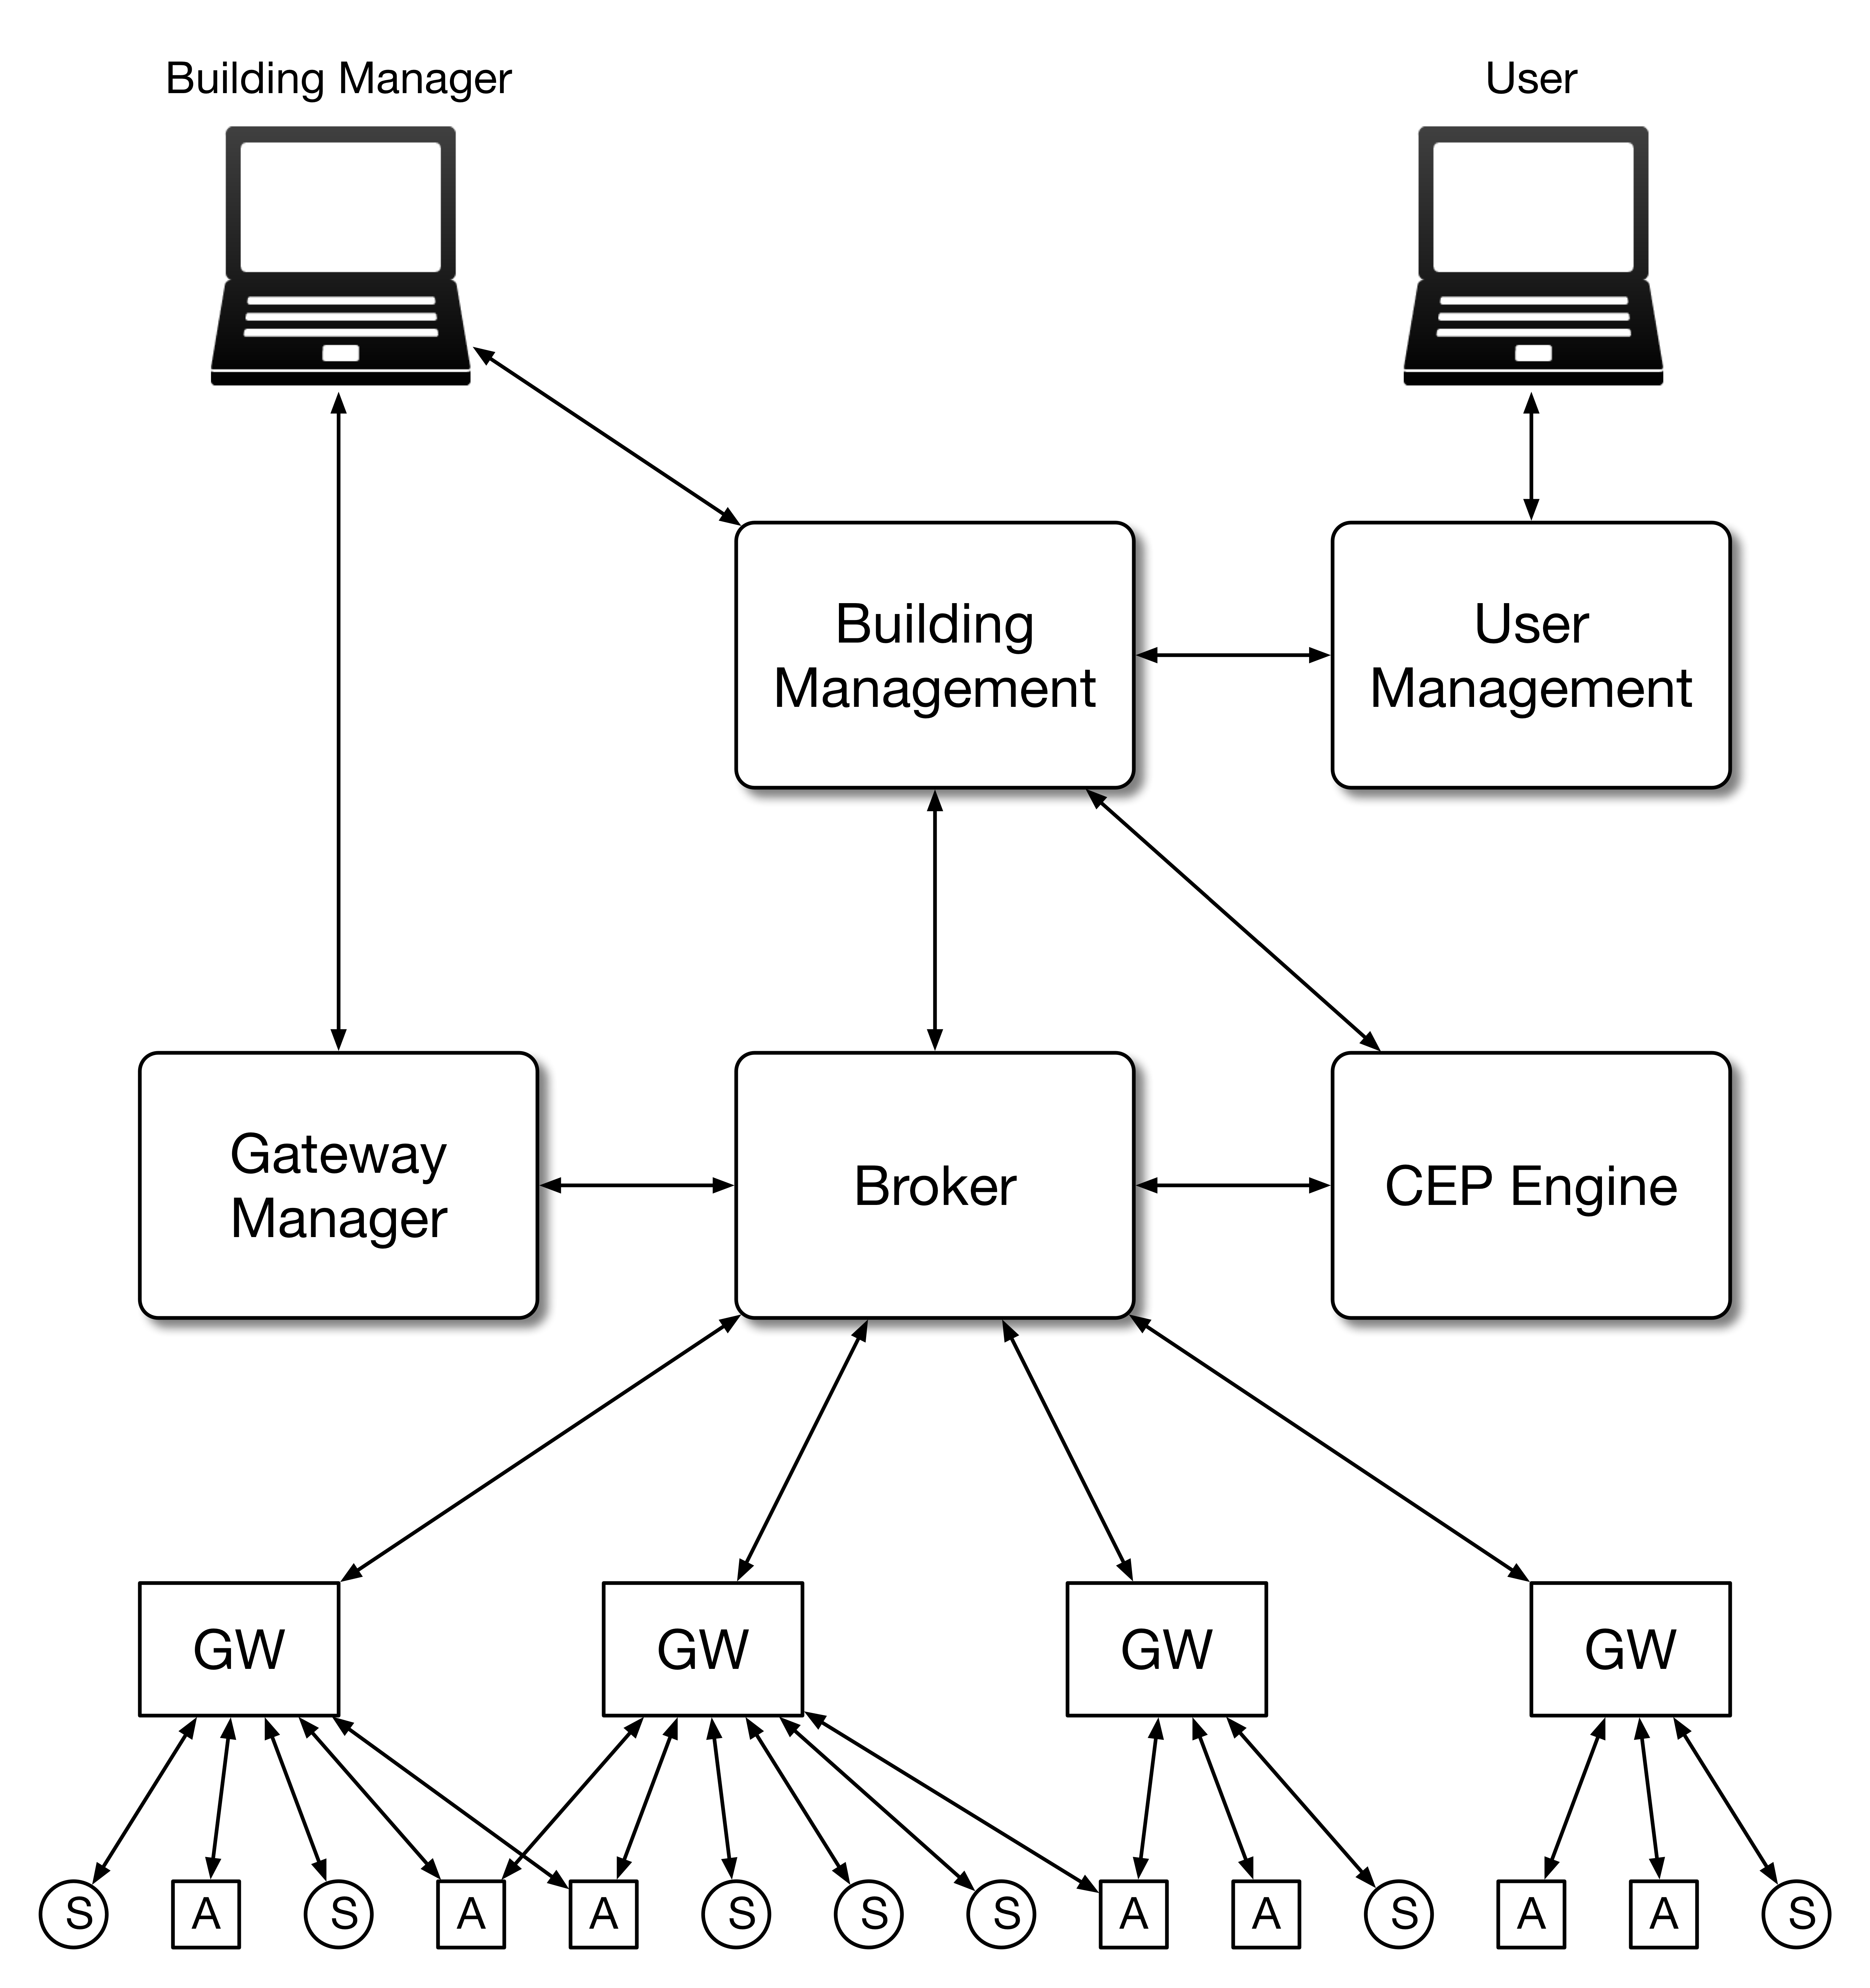 Building Manager
User
Building
Management
User
Management
Gateway
Manager
Broker
CEP Engine
GW
GW
GW
GW
S
A
S
A
A
S
S
S
A
A
S
A
A
S